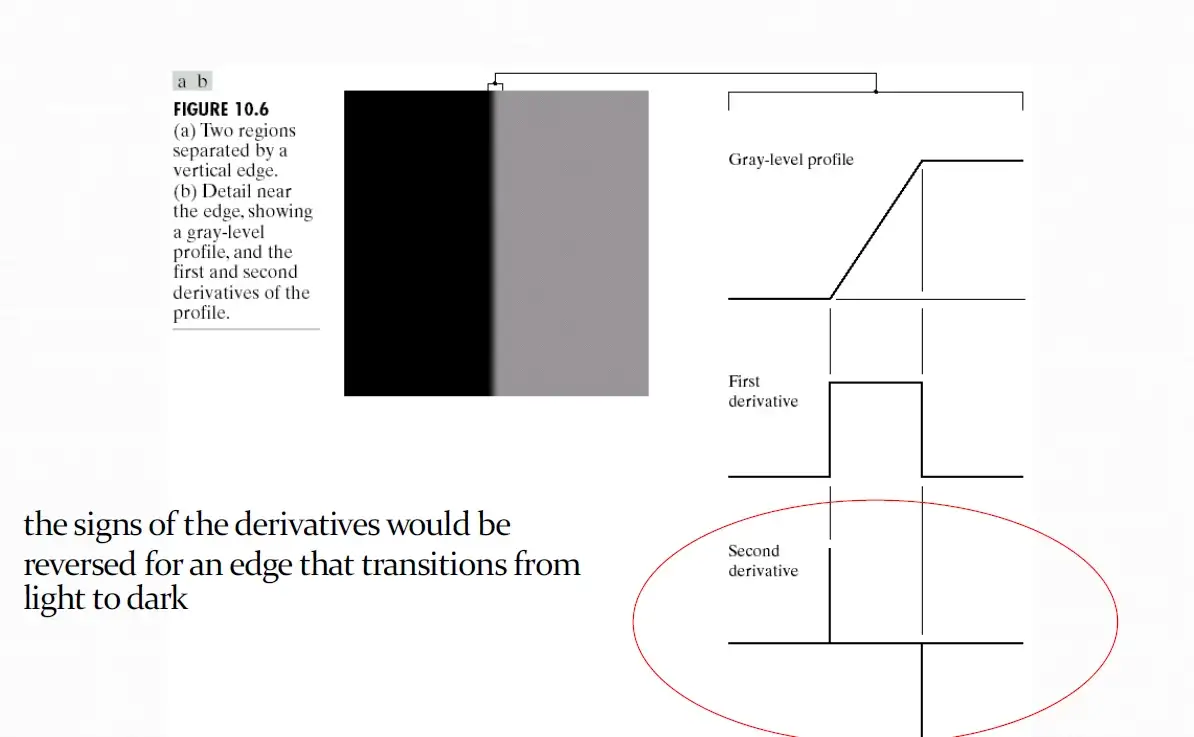 a b
FIGURE 10.6
(a) Two regions
separated by a
vertical edge.
(b) Detail near
the edge, showing
a gray-level
profile, and the
first and second
derivatives of the
profile.
Gray-level profile
First
derivative
Second
derivative
the signs of the derivatives would be
reversed for an edge that transitions from
light to dark